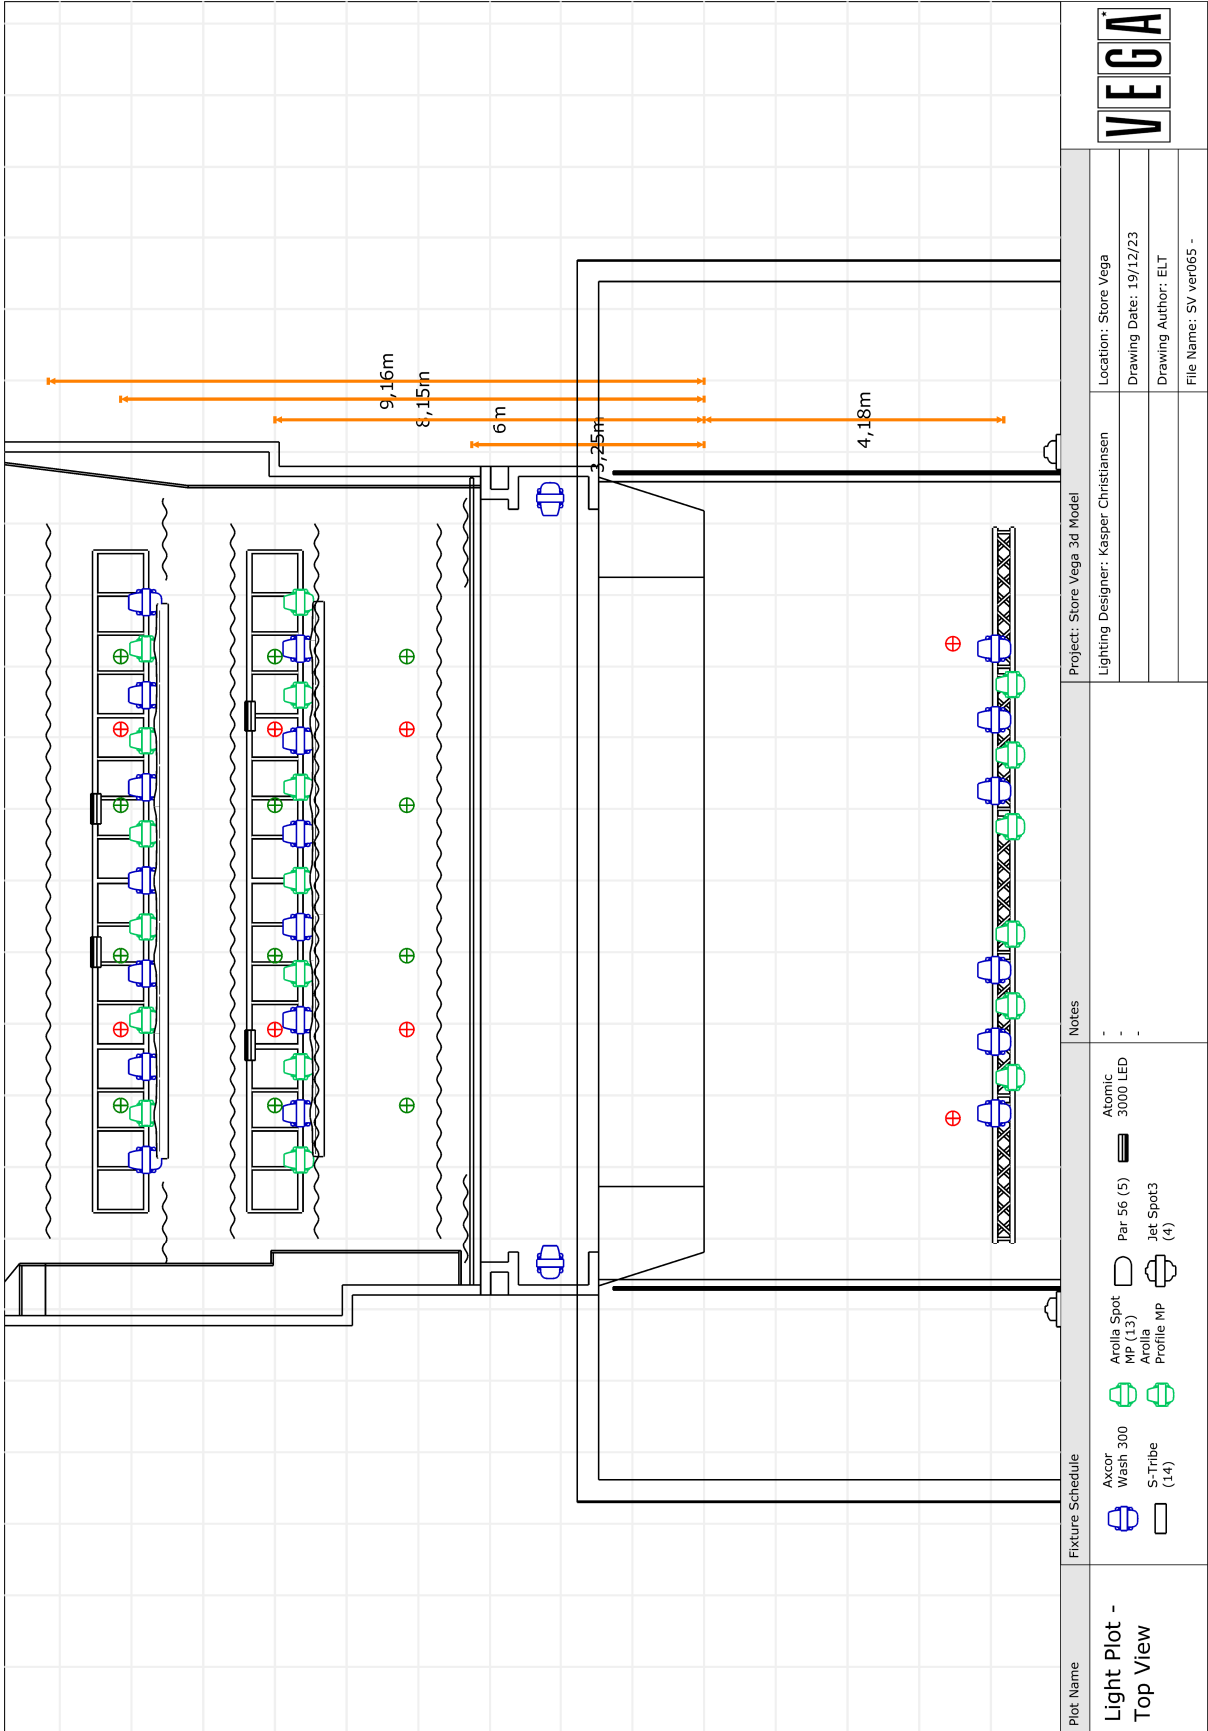 9,16m
8,15m
6m
3,25m
4,18m
Plot Name
Light Plot -
Top View
Fixture Schedule
Axcor
Wash 300
S-Tribe
(14)
Arolla Spot
MP (13)
Arolla
Profile MP
Par 56 (5)
Jet Spot3
(4)
Atomic
3000 LED
Notes
-
-
-
Project: Store Vega 3d Model
Lighting Designer: Kasper Christiansen
Location: Store Vega
Drawing Date: 19/12/23
Drawing Author: ELT
File Name: SV ver065 -
VEGA*